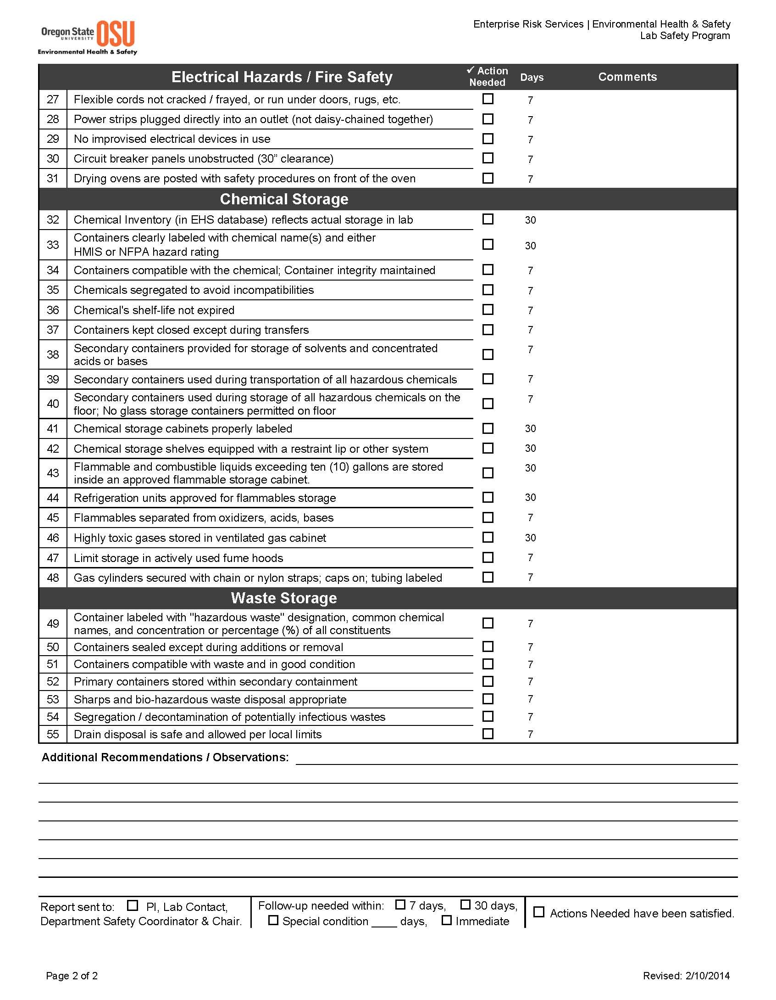 Oregon State
UNIVERSITY
OSU
Environmental Health & Safety
Enterprise Risk Services | Environmental Health & Safety
Lab Safety Program
Electrical Hazards / Fire Safety ✓ Action Needed Days Comments
27 Flexible cords not cracked / frayed, or run under doors, rugs, etc. ☐ 7
28 Power strips plugged directly into an outlet (not daisy-chained together) ☐ 7
29 No improvised electrical devices in use ☐ 7
30 Circuit breaker panels unobstructed (30” clearance) ☐ 7
31 Drying ovens are posted with safety procedures on front of the oven ☐ 7
Chemical Storage
32 Chemical Inventory (in EHS database) reflects actual storage in lab ☐ 30
33 Containers clearly labeled with chemical name(s) and either
HMIS or NFPA hazard rating ☐ 30
34 Containers compatible with the chemical; Container integrity maintained ☐ 7
35 Chemicals segregated to avoid incompatibilities ☐ 7
36 Chemical's shelf-life not expired ☐ 7
37 Containers kept closed except during transfers ☐ 7
38 Secondary containers provided for storage of solvents and concentrated
acids or bases ☐ 7
39 Secondary containers used during transportation of all hazardous chemicals ☐ 7
40 Secondary containers used during storage of all hazardous chemicals on the
floor; No glass storage containers permitted on floor ☐ 7
41 Chemical storage cabinets properly labeled ☐ 30
42 Chemical storage shelves equipped with a restraint lip or other system ☐ 30
43 Flammable and combustible liquids exceeding ten (10) gallons are stored
inside an approved flammable storage cabinet. ☐ 30
44 Refrigeration units approved for flammables storage ☐ 30
45 Flammables separated from oxidizers, acids, bases ☐ 7
46 Highly toxic gases stored in ventilated gas cabinet ☐ 30
47 Limit storage in actively used fume hoods ☐ 7
48 Gas cylinders secured with chain or nylon straps; caps on; tubing labeled ☐ 7
Waste Storage
49 Container labeled with "hazardous waste" designation, common chemical
names, and concentration or percentage (%) of all constituents ☐ 7
50 Containers sealed except during additions or removal ☐ 7
51 Containers compatible with waste and in good condition ☐ 7
52 Primary containers stored within secondary containment ☐ 7
53 Sharps and bio-hazardous waste disposal appropriate ☐ 7
54 Segregation / decontamination of potentially infectious wastes ☐ 7
55 Drain disposal is safe and allowed per local limits ☐ 7
Additional Recommendations / Observations:
Report sent to: ☐ PI, Lab Contact,
Department Safety Coordinator & Chair.
Follow-up needed within: ☐ 7 days, ☐ 30 days,
☐ Special condition ____ days, ☐ Immediate
☐ Actions Needed have been satisfied.
Page 2 of 2
Revised: 2/10/2014